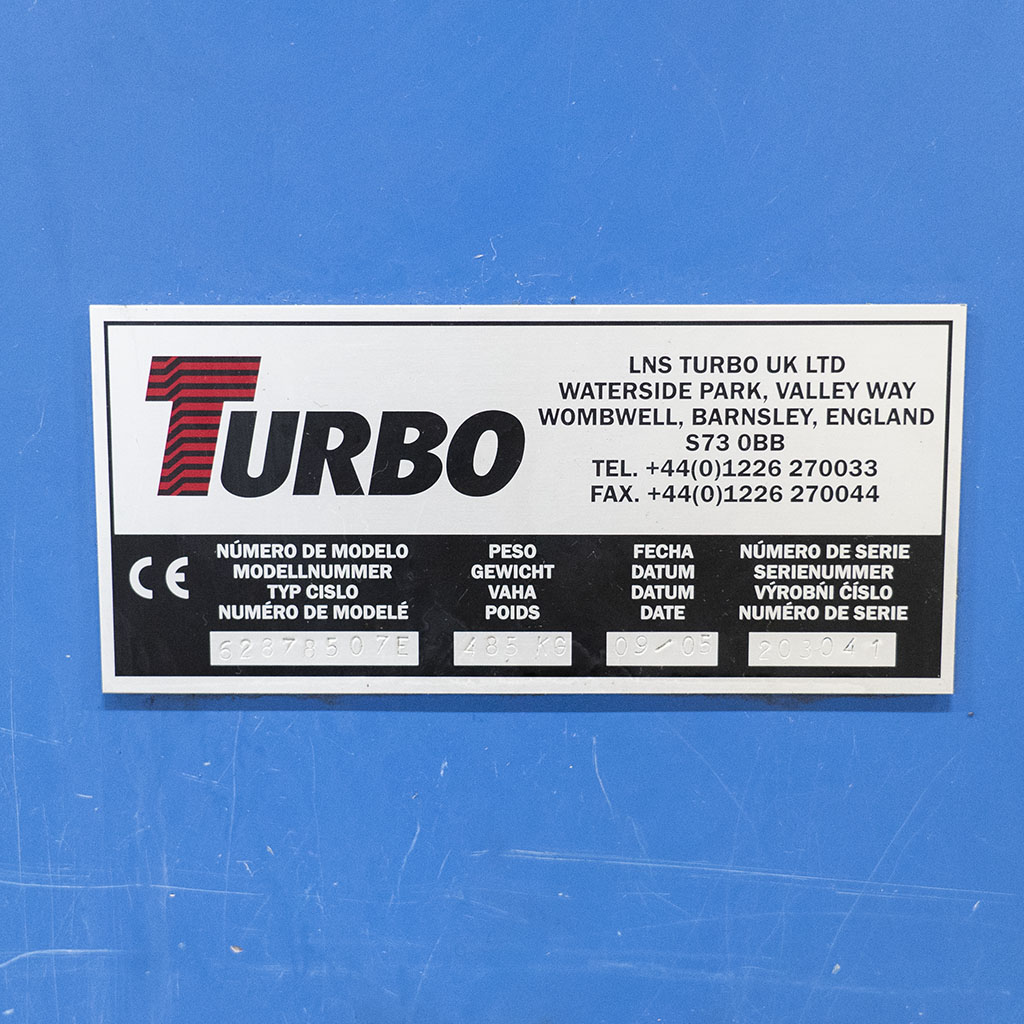 TURBO
LNS TURBO UK LTD
WATERSIDE PARK, VALLEY WAY
WOMBWELL, BARNSLEY, ENGLAND
S73 0BB
TEL. +44(0)1226 270033
FAX. +44(0)1226 270044
CE
NÚMERO DE MODELO
MODELLNUMMER
TYP CISLO
NUMÉRO DE MODELÉ
62878507E
PESO
GEWICHT
VAHA
POIDS
485 KG
FECHA
DATUM
DATUM
DATE
09/05
NÚMERO DE SERIE
SERIENUMMER
VÝROBŇI ČÍSLO
NUMÉRO DE SERIE
203041